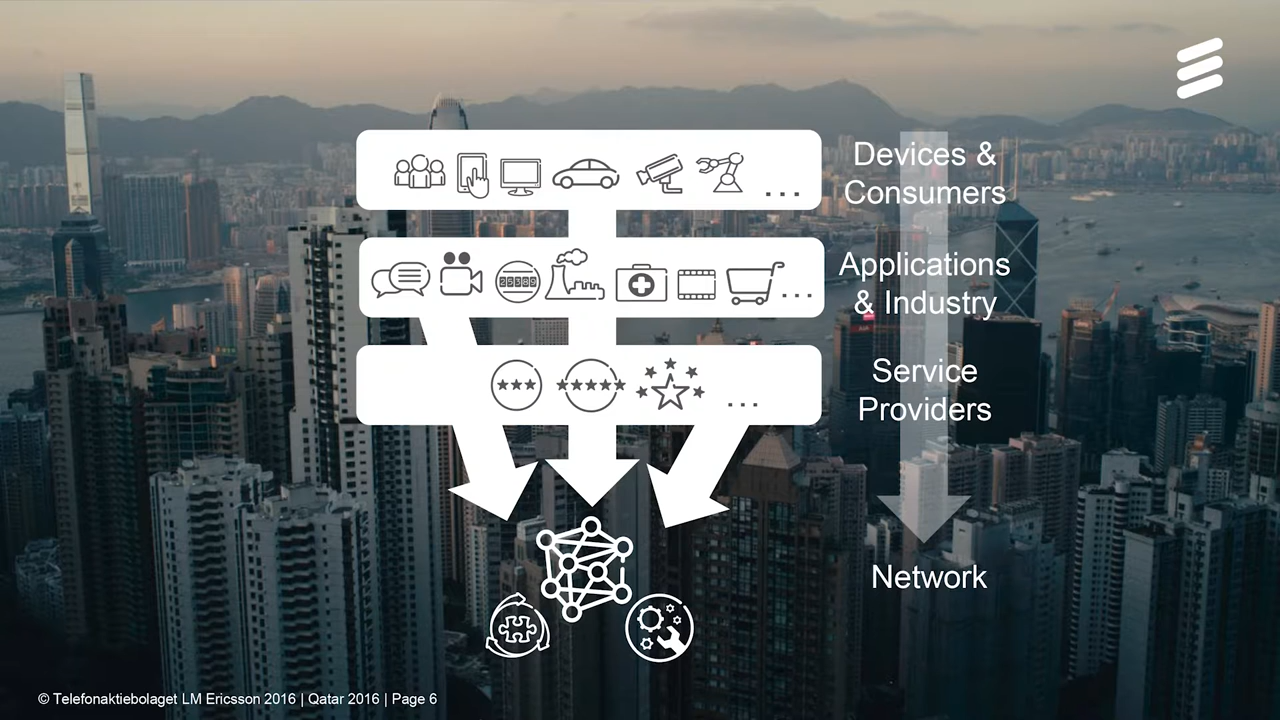 Devices &
Consumers
...
Applications
& Industry
...
Service
Providers
...
Network
© Telefonaktiebolaget LM Ericsson 2016 | Qatar 2016 | Page 6